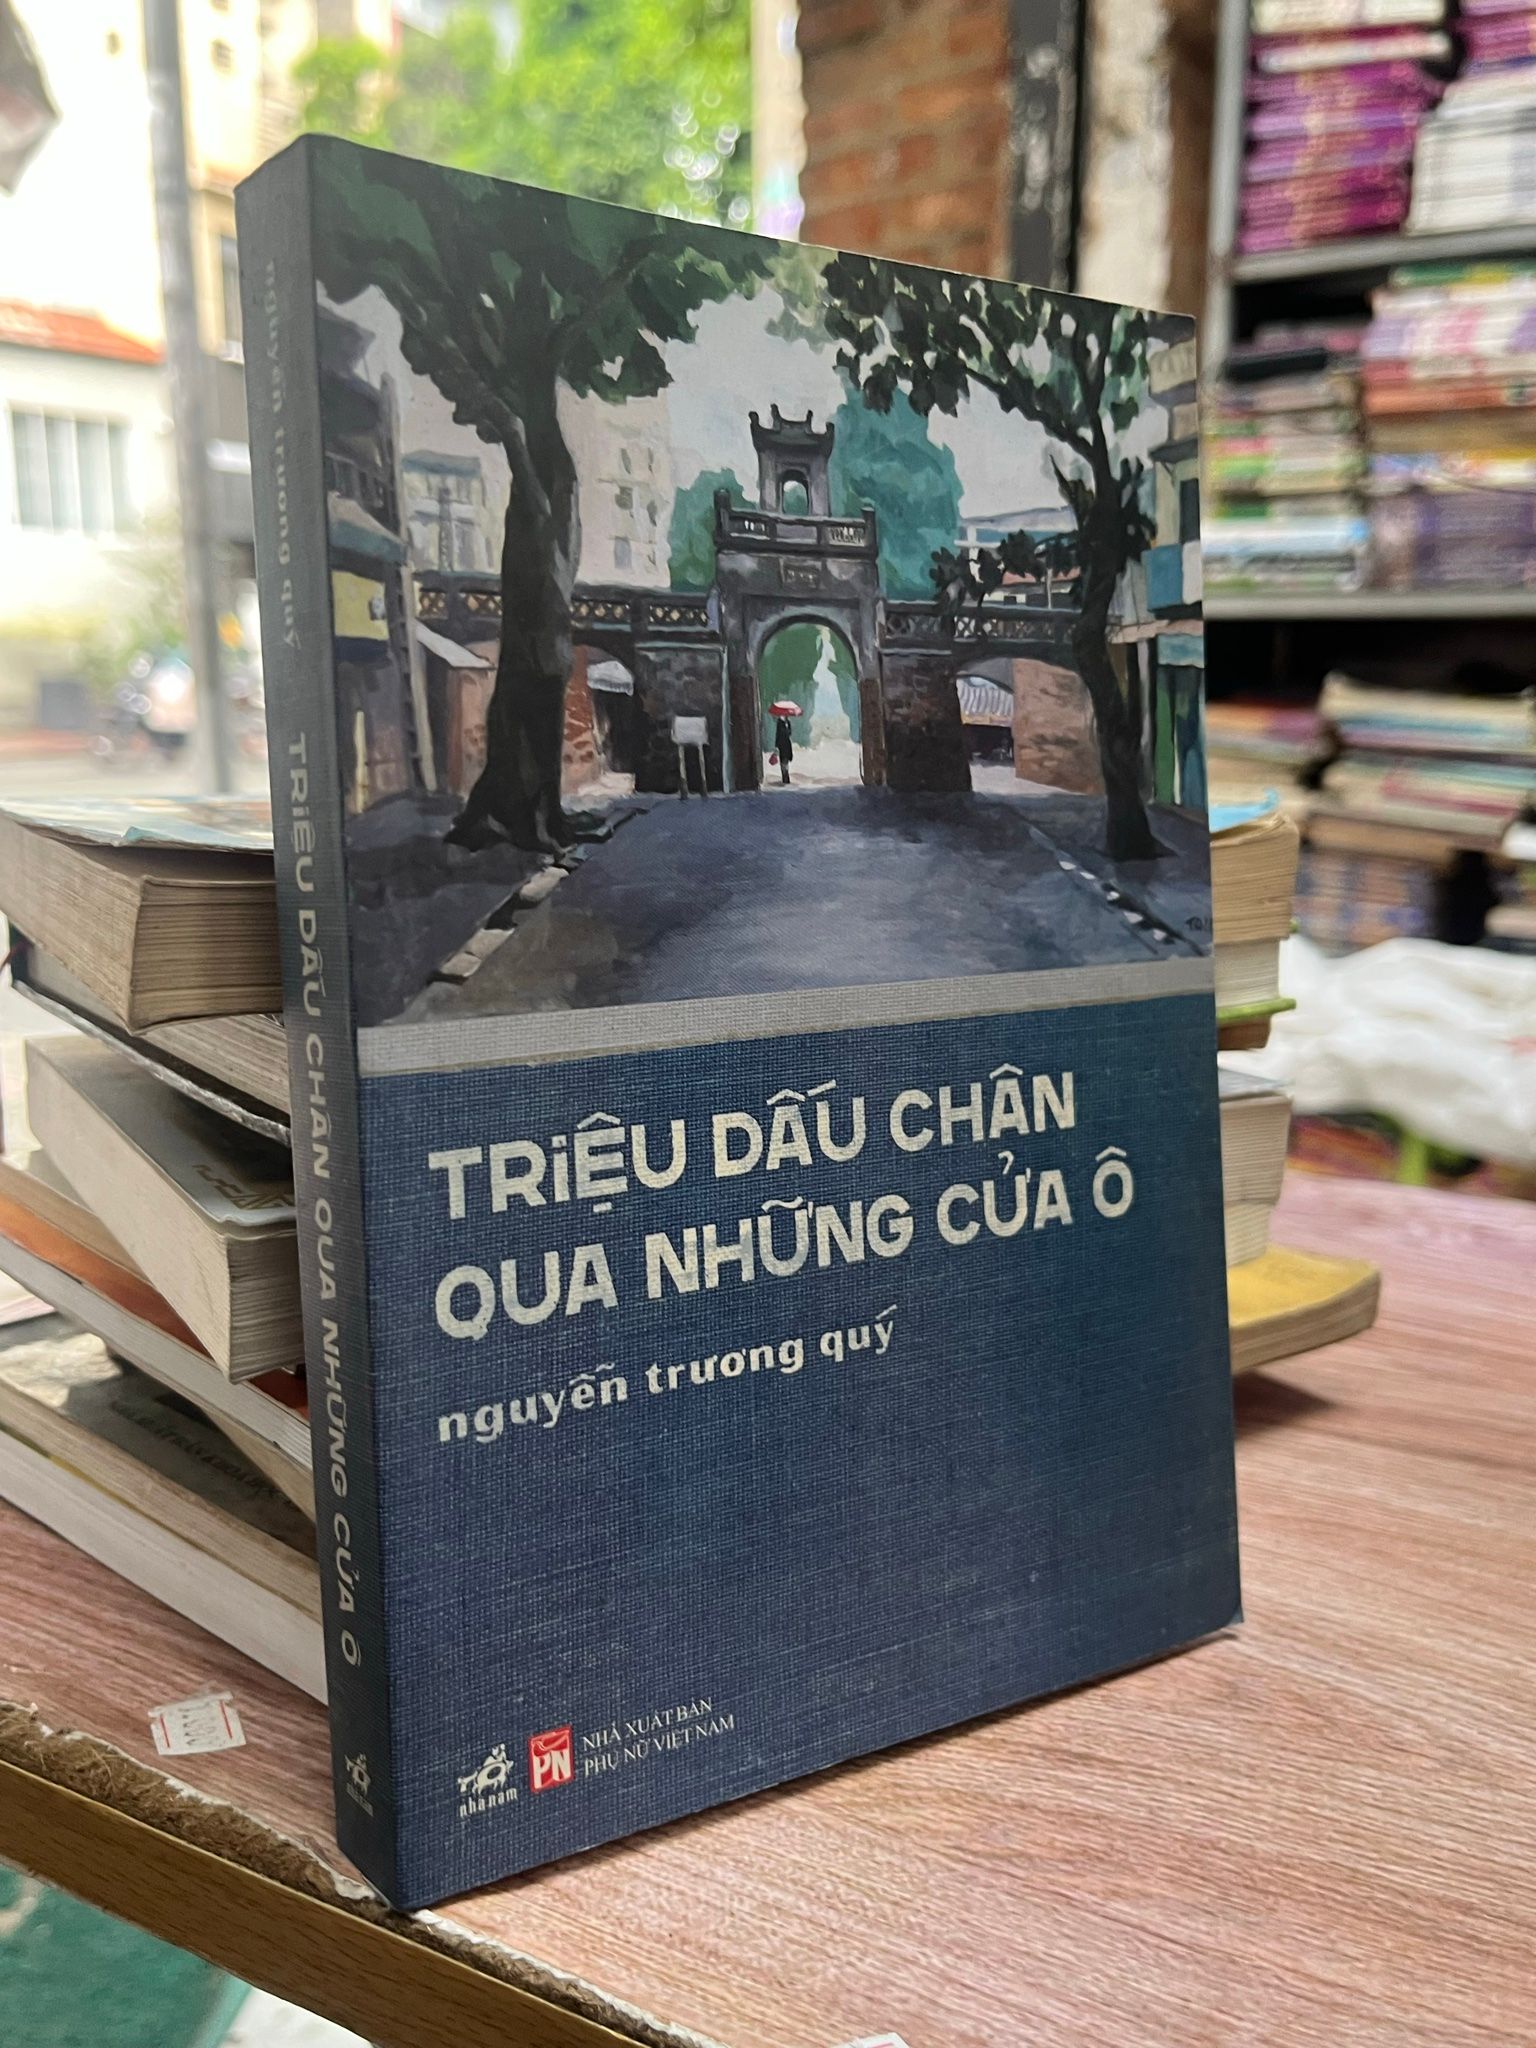 TRIỆU DẤU CHÂN
QUA NHỮNG CỬA Ô
nguyễn trương quý
nhã nam
PN
NHÀ XUẤT BẢN
PHỤ NỮ VIỆT NAM
nguyễn trương quý
TRIỆU DẤU CHÂN QUA NHỮNG CỬA Ô